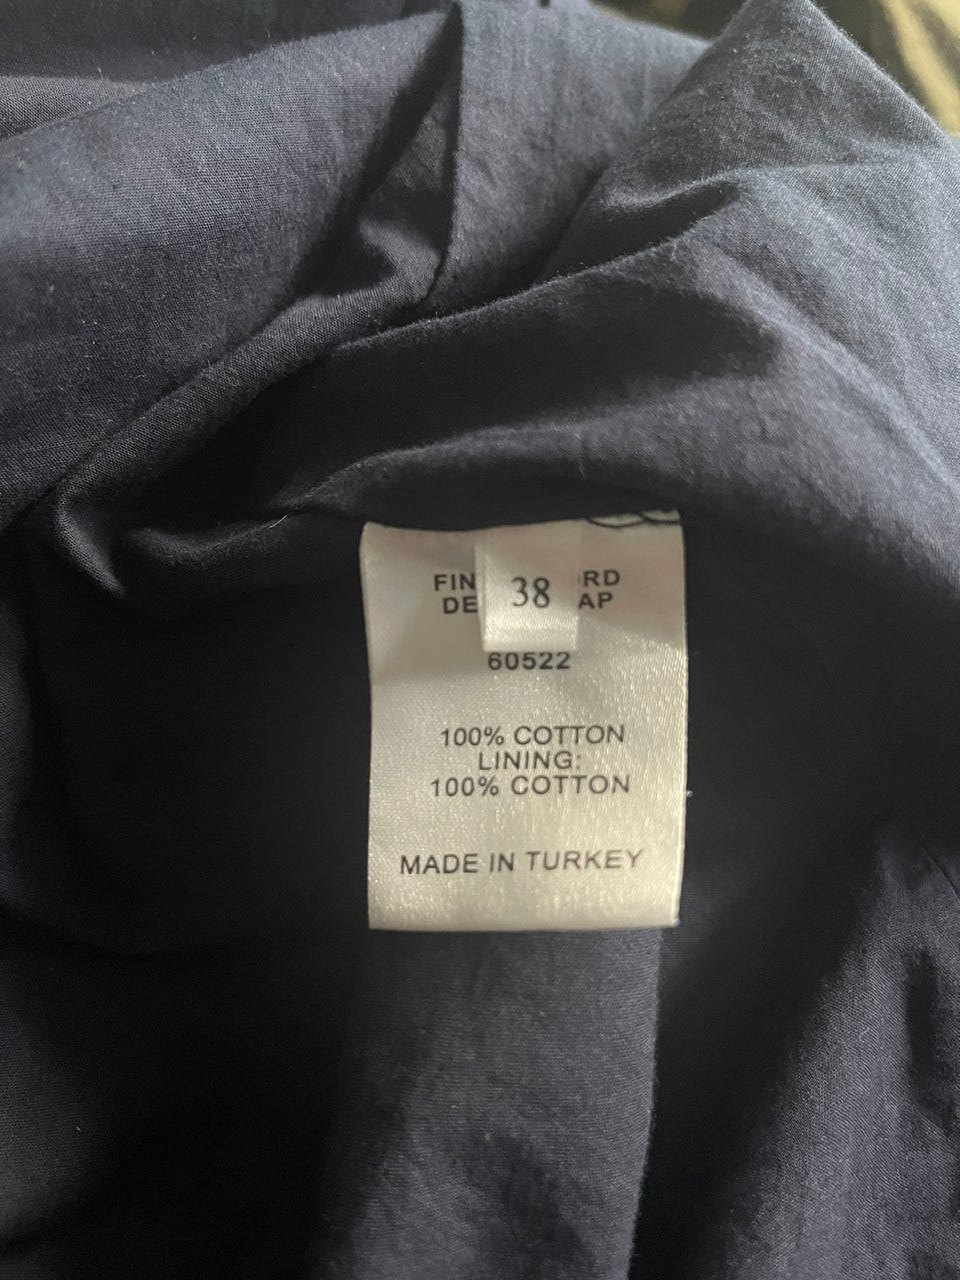 38
60522
100% COTTON
LINING:
100% COTTON
MADE IN TURKEY